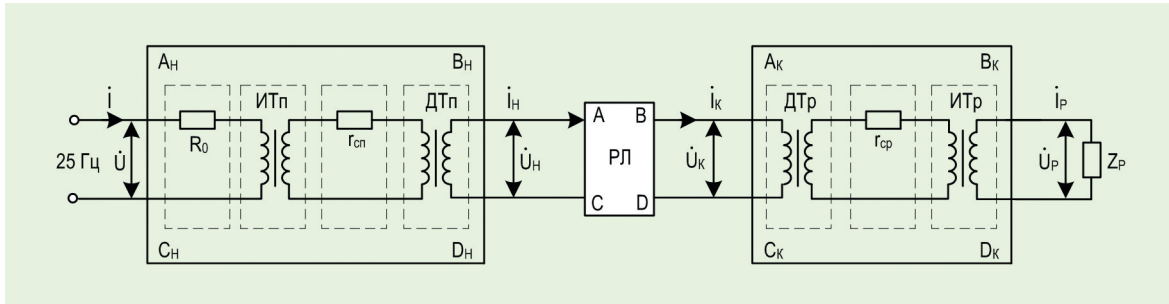 Aн Bн
ИТп ДТп
İ
R₀
rсп
25 Гц
U̇
Cн Dн
İн
U̇н
A B
РЛ
C D
İк
U̇к
Aк Bк
ДТр ИТр
rср
Cк Dк
İр
U̇р
Zр